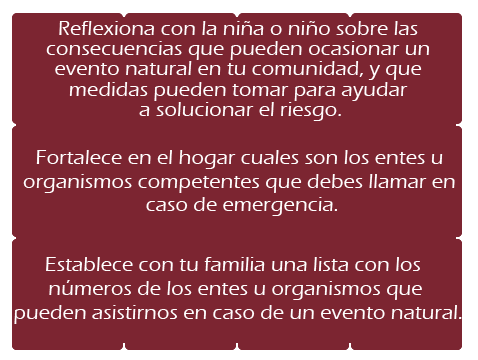 Reflexiona con la niña o niño sobre las
consecuencias que pueden ocasionar un
evento natural en tu comunidad, y que
medidas pueden tomar para ayudar
a solucionar el riesgo.
Fortalece en el hogar cuales son los entes u
organismos competentes que debes llamar en
caso de emergencia.
Establece con tu familia una lista con los
números de los entes u organismos que
pueden asistirnos en caso de un evento natural.